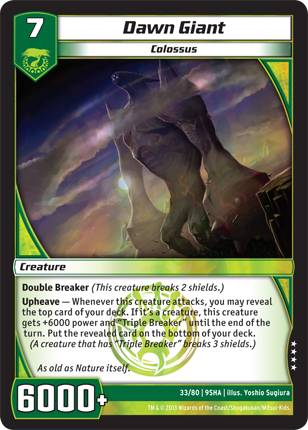 7
Dawn Giant
Colossus
Creature
Double Breaker (This creature breaks 2 shields.)
Upheave — Whenever this creature attacks, you may reveal
the top card of your deck. If it's a creature, this creature
gets +6000 power and "Triple Breaker" until the end of the
turn. Put the revealed card on the bottom of your deck.
(A creature that has "Triple Breaker" breaks 3 shields.)
As old as Nature itself.
6000+
33/80 | 9SHA | illus. Yoshio Sugiura
TM & © 2013 Wizards of the Coast/Shogakukan/Mitsui-Kids.